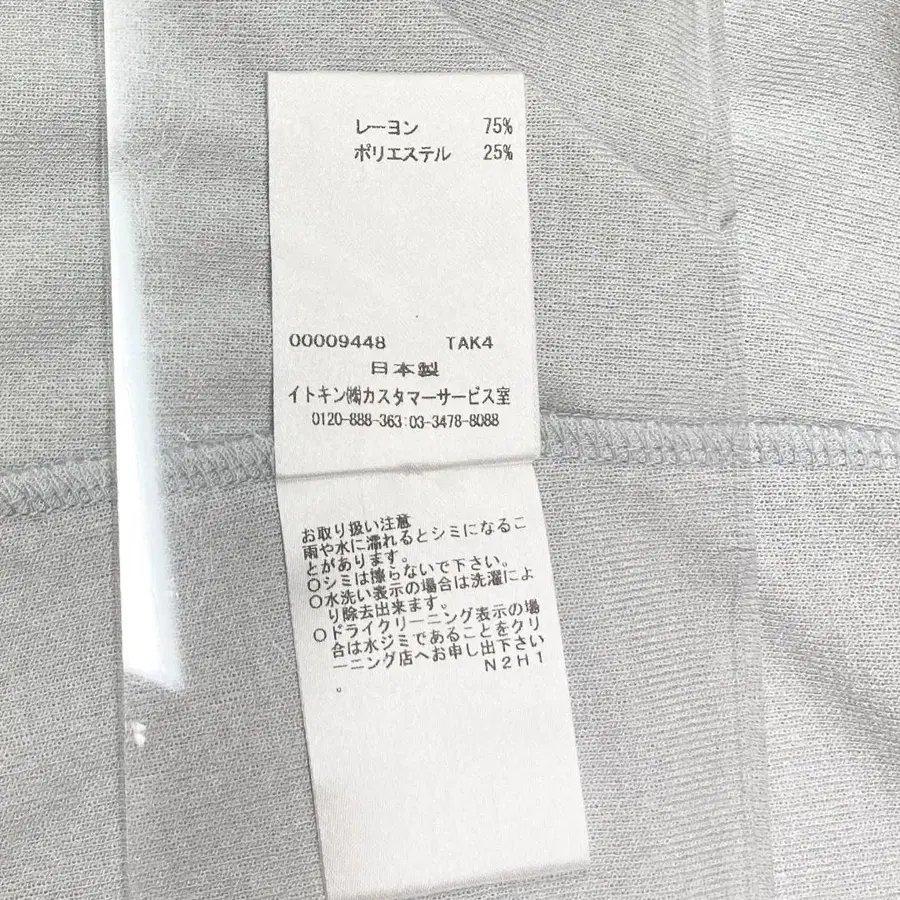 レーヨン 75%
ポリエステル 25%
00009448 TAK4
日本製
イトキン㈱カスタマーサービス室
0120-888-363 03-3478-8088
お取り扱い注意
雨や水に濡れるとシミになるこ
とがあります。
○シミは擦らないで下さい。
○水洗い表示の場合は洗濯によ
り除去出来ます。
○ドライクリーニング表示の場
合は水ジミであることをクリ
ーニング店へお申し出下さい
。 N2H1